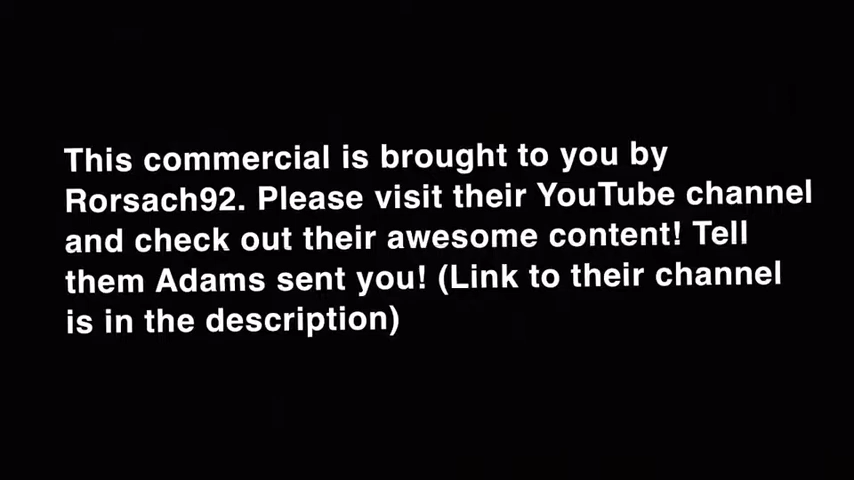 This commercial is brought to you by
Rorsach92. Please visit their YouTube channel
and check out their awesome content! Tell
them Adams sent you! (Link to their channel
is in the description)